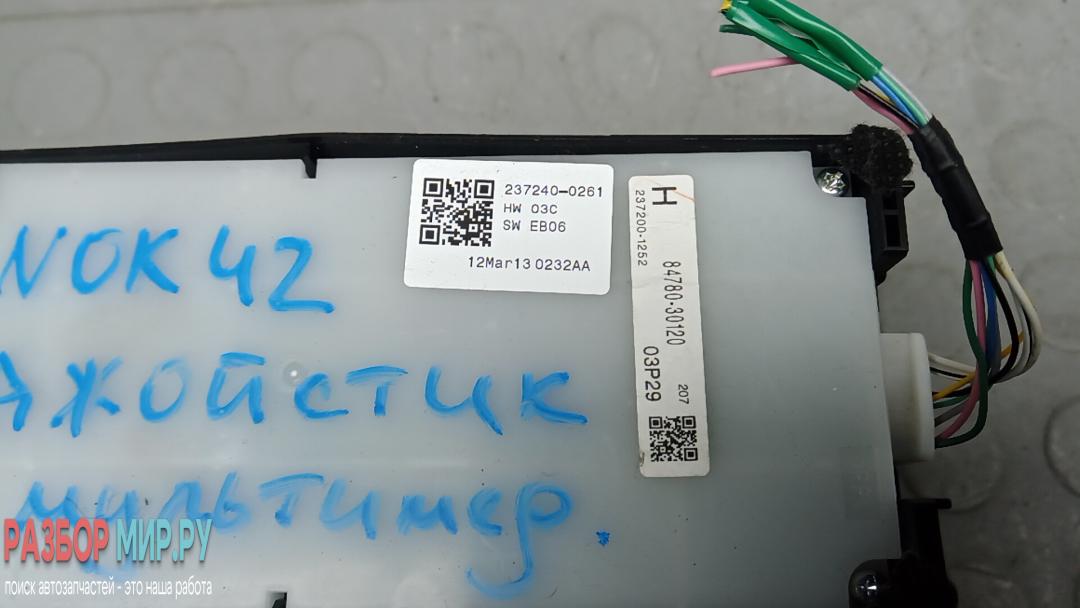 237240-0261
HW 03C
SW EB06
12Mar13 0232AA
H
237200-1252
84780-30120
03P29
207
NOK 42
жойстик
мультимер.
РАЗБОР МИР.РУ
поиск автозапчастей - это наша работа